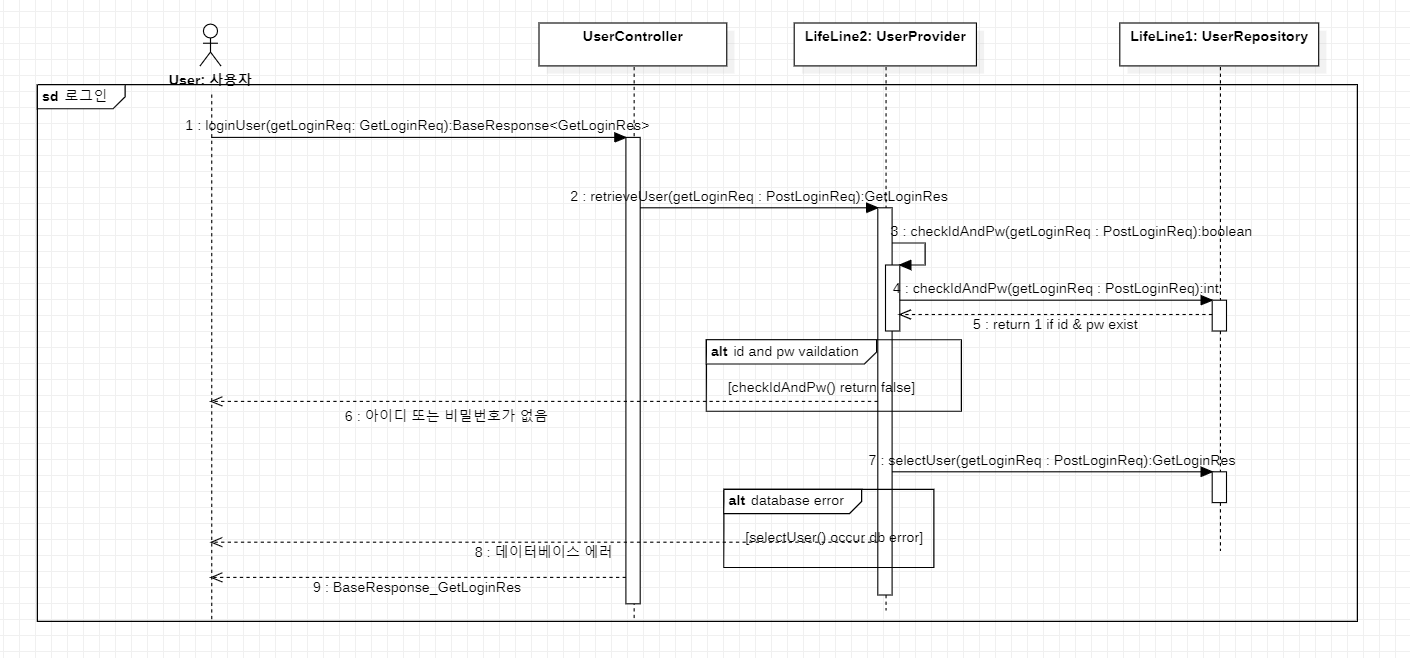 UserController
LifeLine2: UserProvider
LifeLine1: UserRepository
User: 사용자
sd 로그인
1 : loginUser(getLoginReq: GetLoginReq):BaseResponse<GetLoginRes>
2 : retrieveUser(getLoginReq : PostLoginReq):GetLoginRes
3 : checkIdAndPw(getLoginReq : PostLoginReq):boolean
4 : checkIdAndPw(getLoginReq : PostLoginReq):int
5 : return 1 if id & pw exist
alt id and pw vaildation
[checkIdAndPw() return false]
6 : 아이디 또는 비밀번호가 없음
7 : selectUser(getLoginReq : PostLoginReq):GetLoginRes
alt database error
[selectUser() occur db error]
8 : 데이터베이스 에러
9 : BaseResponse_GetLoginRes